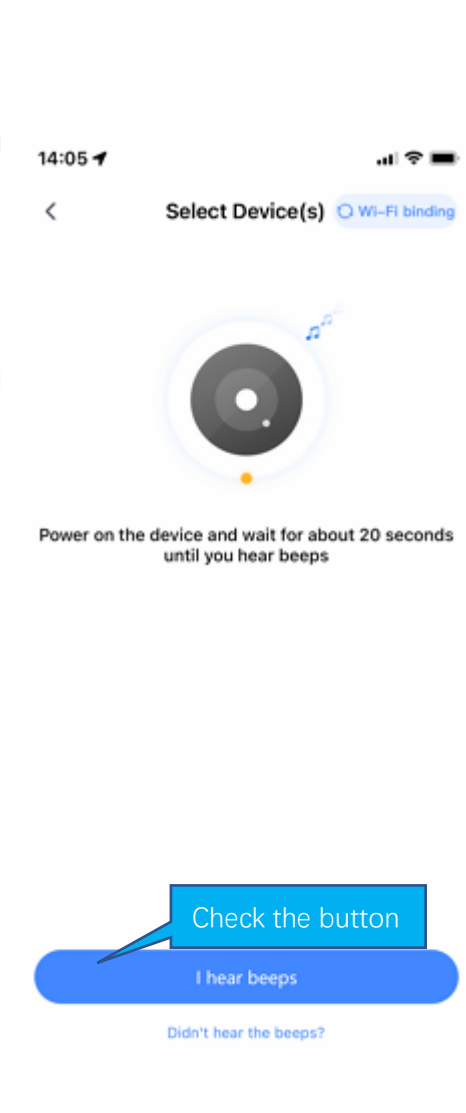 14:05
Select Device(s) Wi-Fi binding
Power on the device and wait for about 20 seconds
until you hear beeps
Check the button
I hear beeps
Didn't hear the beeps?